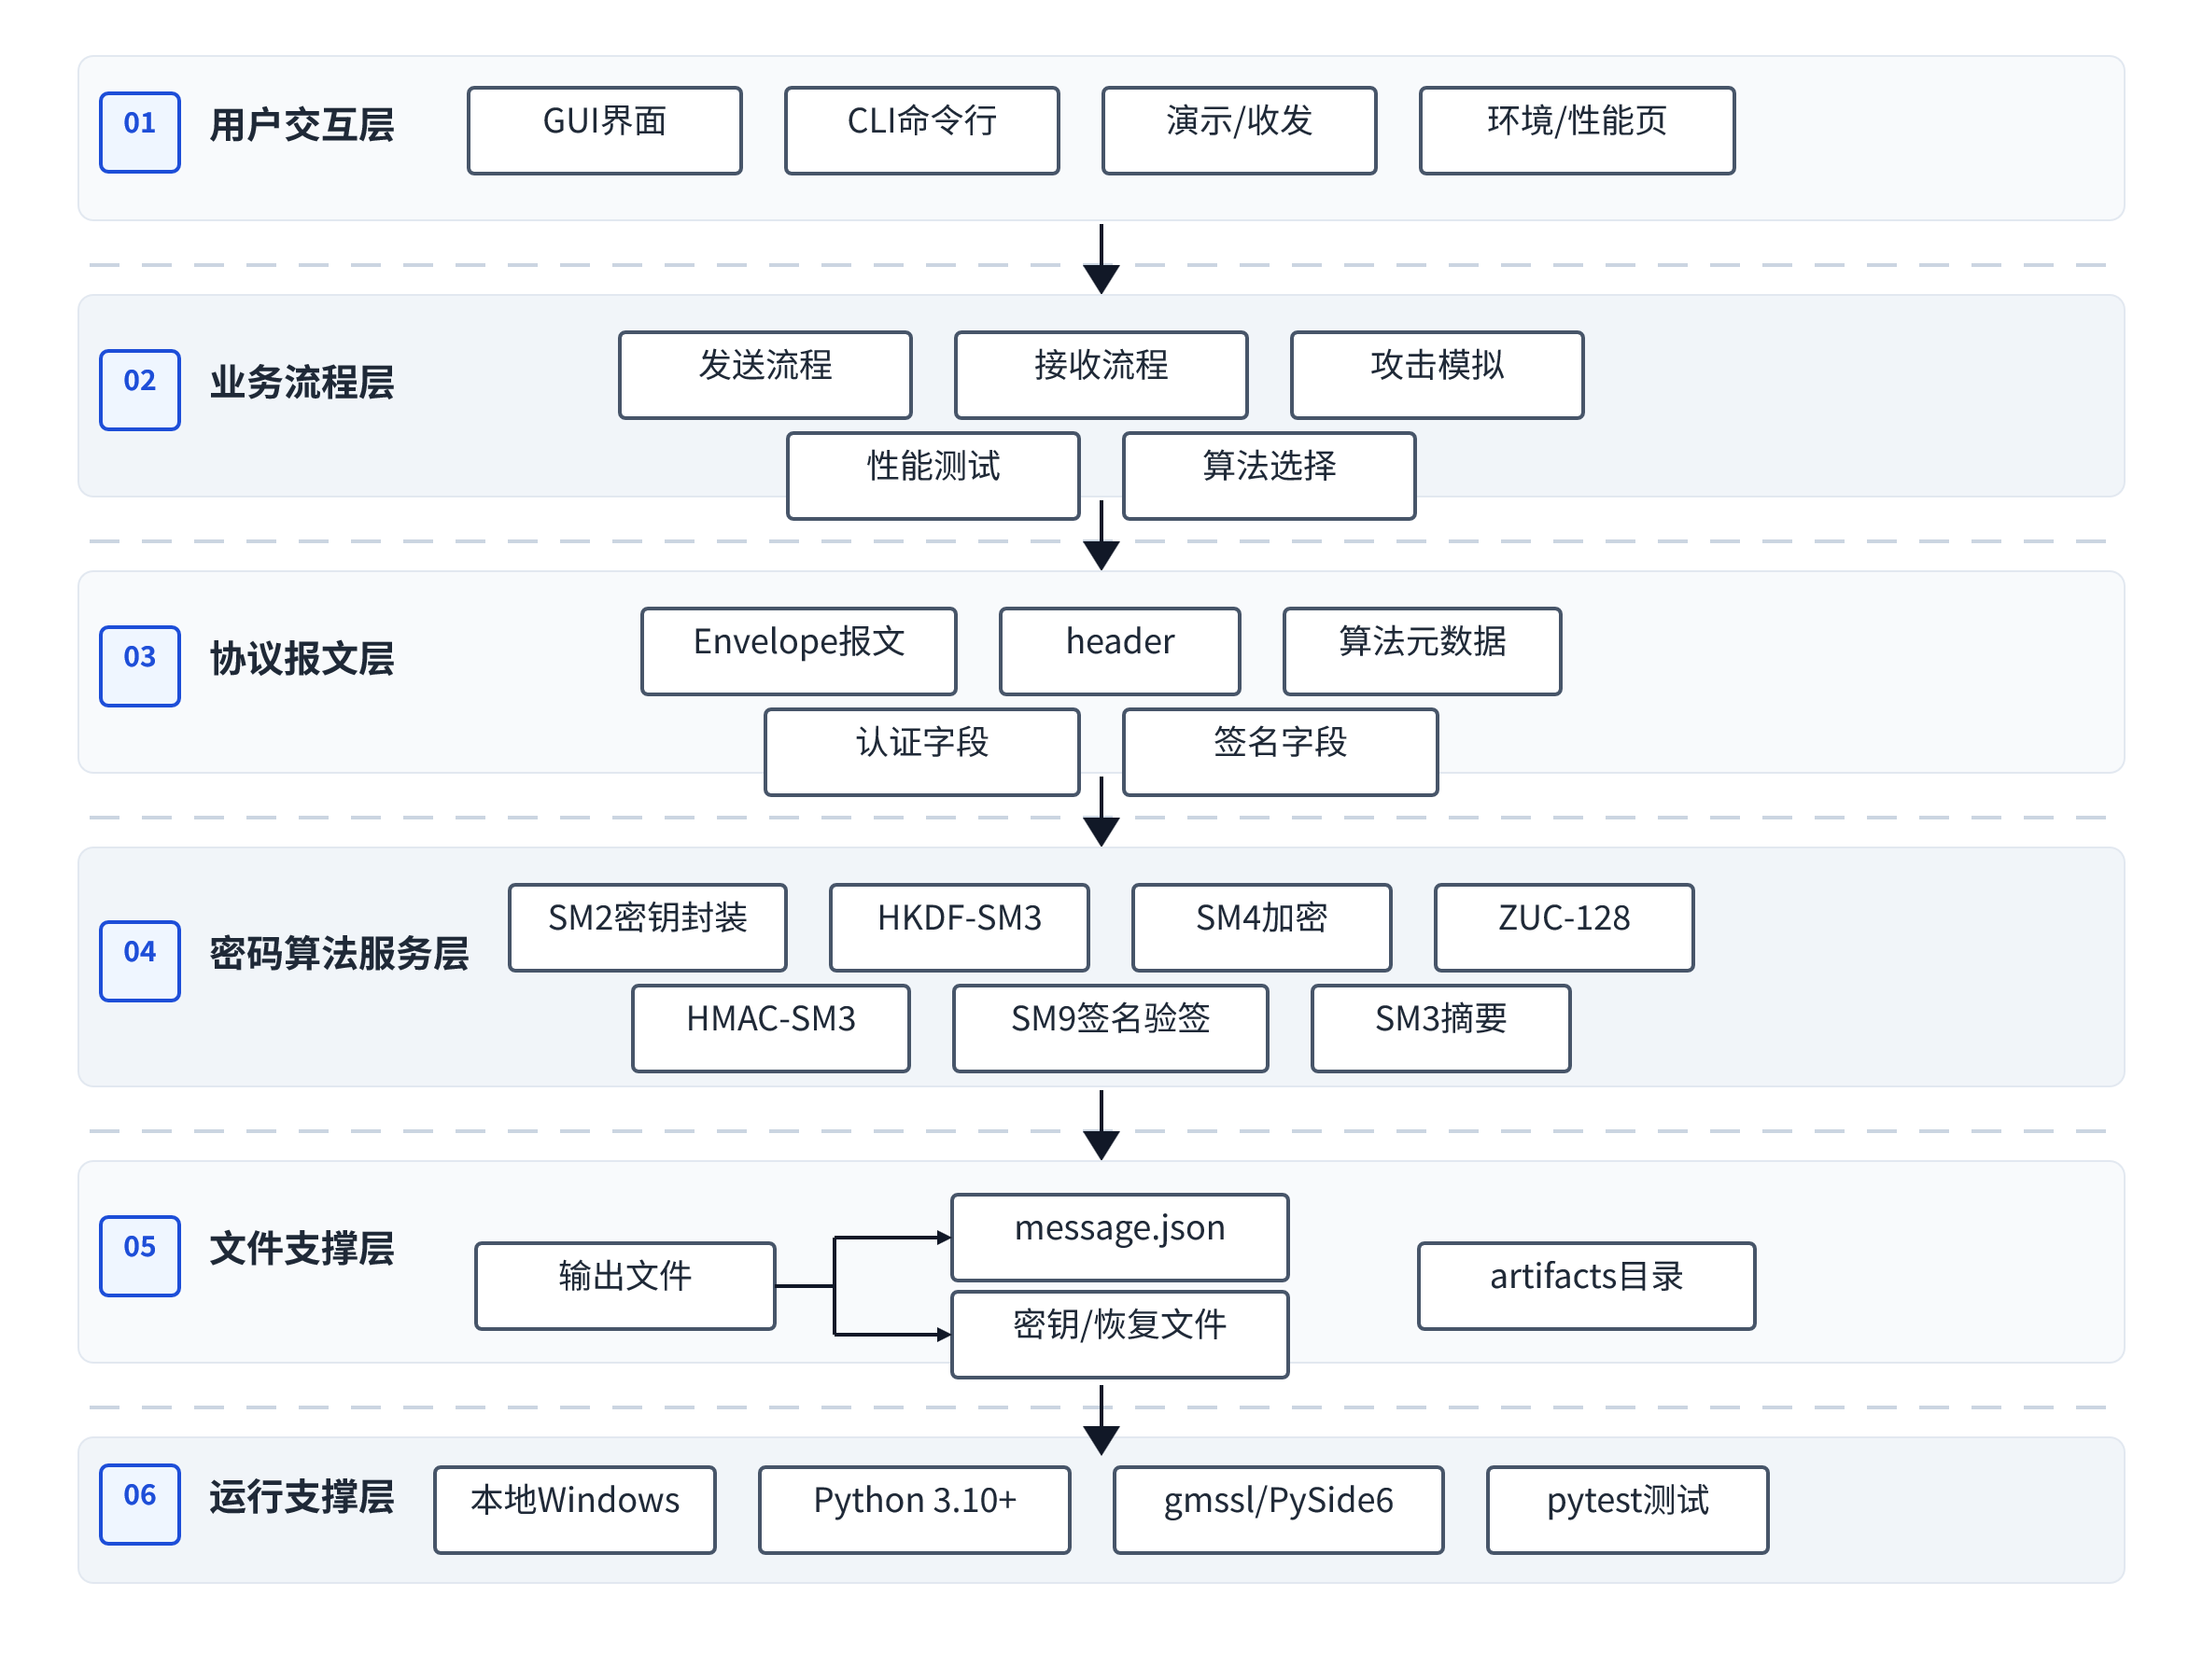 01
用户交互层
GUI界面
CLI命令行
演示/收发
环境/性能页
02
业务流程层
发送流程
接收流程
攻击模拟
性能测试
算法选择
03
协议报文层
Envelope报文
header
算法元数据
认证字段
签名字段
04
密码算法服务层
SM2密钥封装
HKDF-SM3
SM4加密
ZUC-128
HMAC-SM3
SM9签名验签
SM3摘要
05
文件支撑层
输出文件
message.json
密钥/恢复文件
artifacts目录
06
运行支撑层
本地Windows
Python 3.10+
gmssl/PySide6
pytest测试